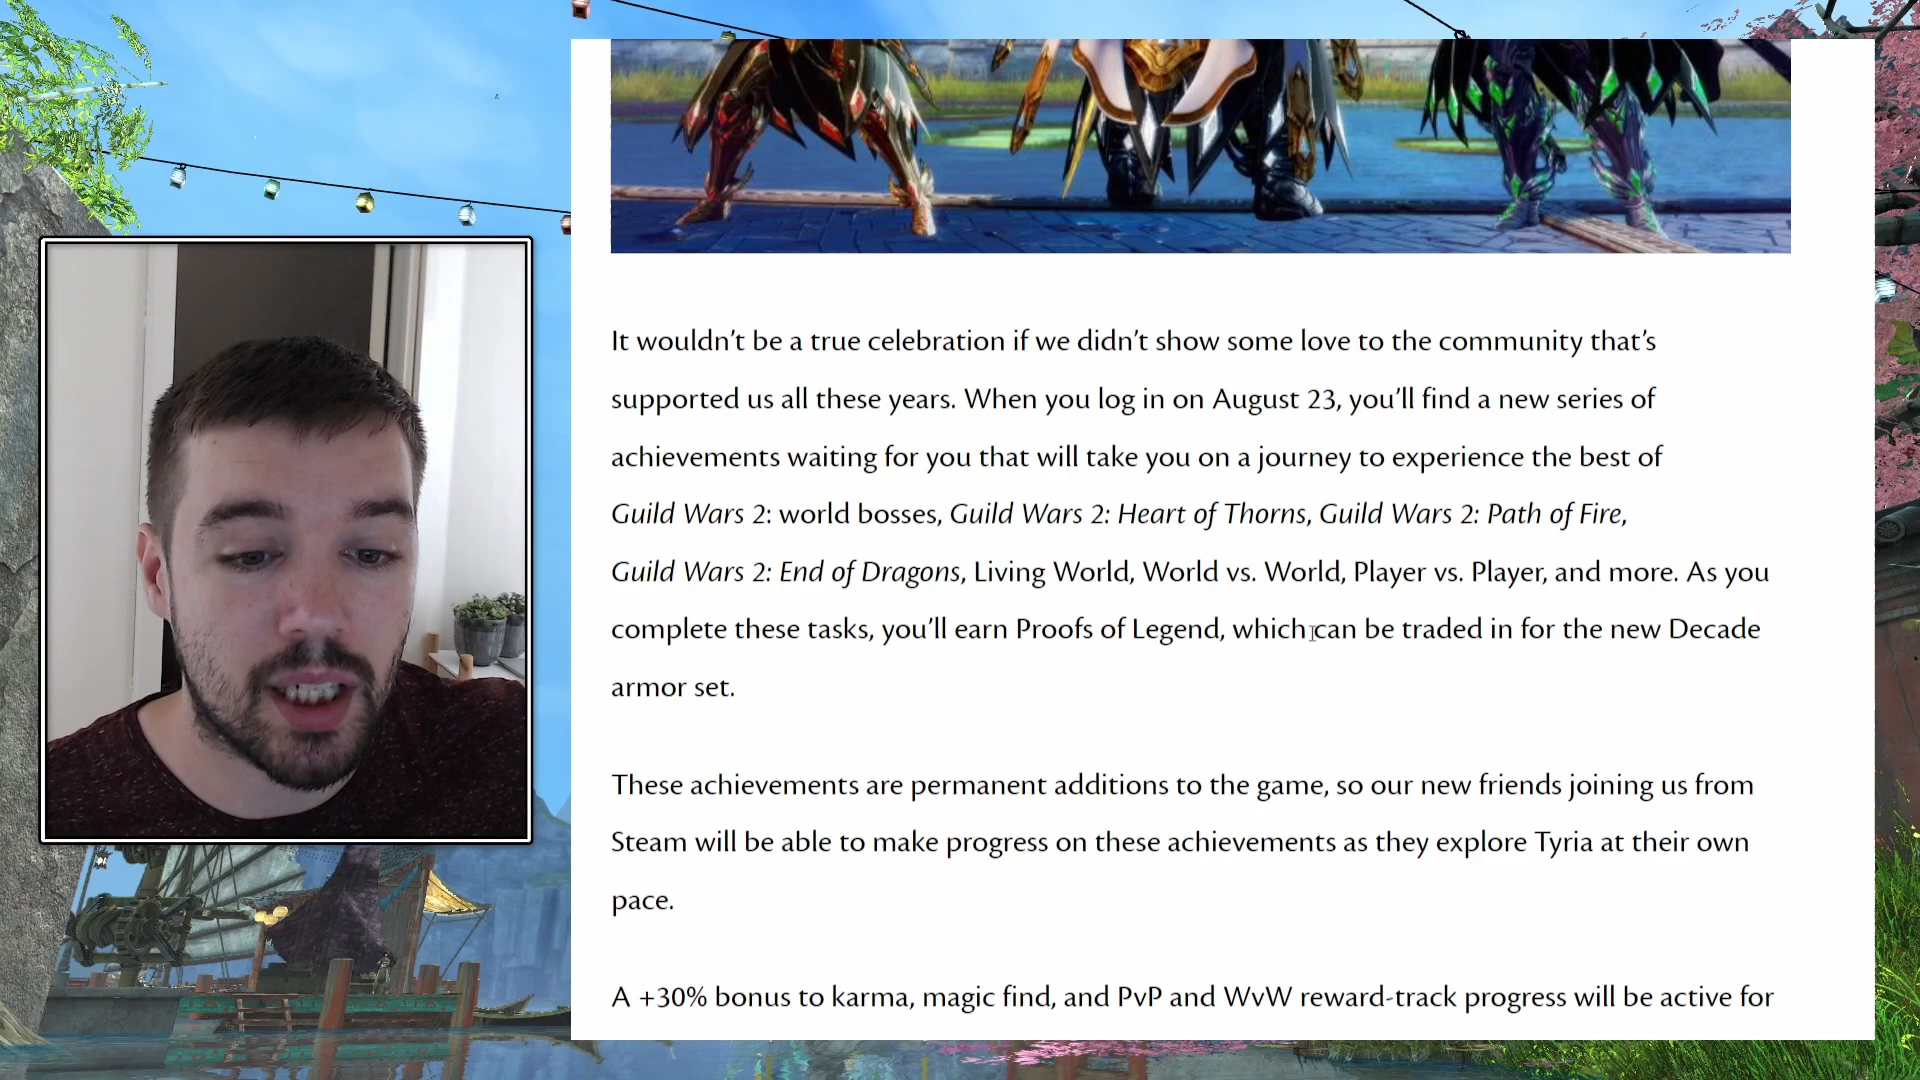 It wouldn’t be a true celebration if we didn’t show some love to the community that’s
supported us all these years. When you log in on August 23, you’ll find a new series of
achievements waiting for you that will take you on a journey to experience the best of
Guild Wars 2: world bosses, Guild Wars 2: Heart of Thorns, Guild Wars 2: Path of Fire,
Guild Wars 2: End of Dragons, Living World, World vs. World, Player vs. Player, and more. As you
complete these tasks, you’ll earn Proofs of Legend, which can be traded in for the new Decade
armor set.
These achievements are permanent additions to the game, so our new friends joining us from
Steam will be able to make progress on these achievements as they explore Tyria at their own
pace.
A +30% bonus to karma, magic find, and PvP and WvW reward-track progress will be active for